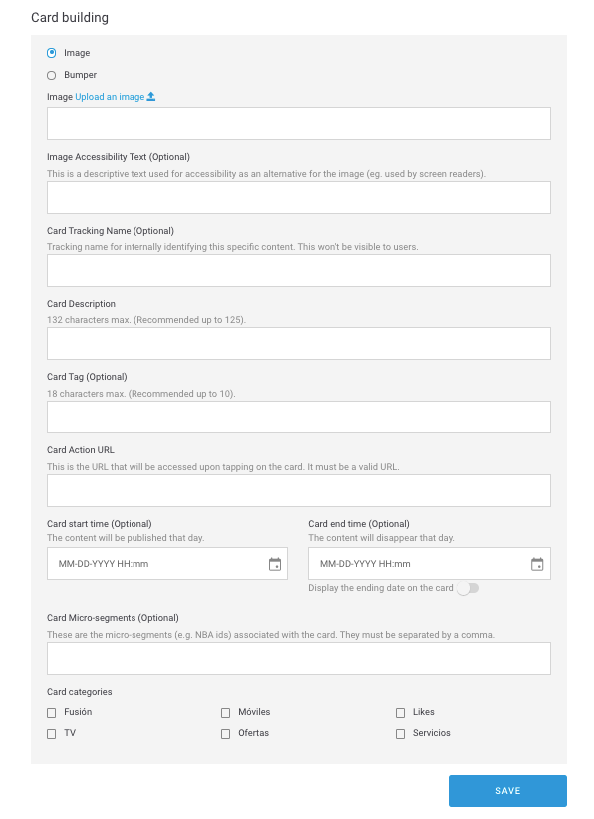 Card building
Image
Bumper
Image Upload an image
Image Accessibility Text (Optional)
This is a descriptive text used for accessibility as an alternative for the image (eg. used by screen readers).
Card Tracking Name (Optional)
Tracking name for internally identifying this specific content. This won't be visible to users.
Card Description
132 characters max. (Recommended up to 125).
Card Tag (Optional)
18 characters max. (Recommended up to 10).
Card Action URL
This is the URL that will be accessed upon tapping on the card. It must be a valid URL.
Card start time (Optional) Card end time (Optional)
The content will be published that day. The content will disappear that day.
MM-DD-YYYY HH:mm MM-DD-YYYY HH:mm
Display the ending date on the card
Card Micro-segments (Optional)
These are the micro-segments (e.g. NBA ids) associated with the card. They must be separated by a comma.
Card categories
Fusión Móviles Likes
TV Ofertas Servicios
SAVE